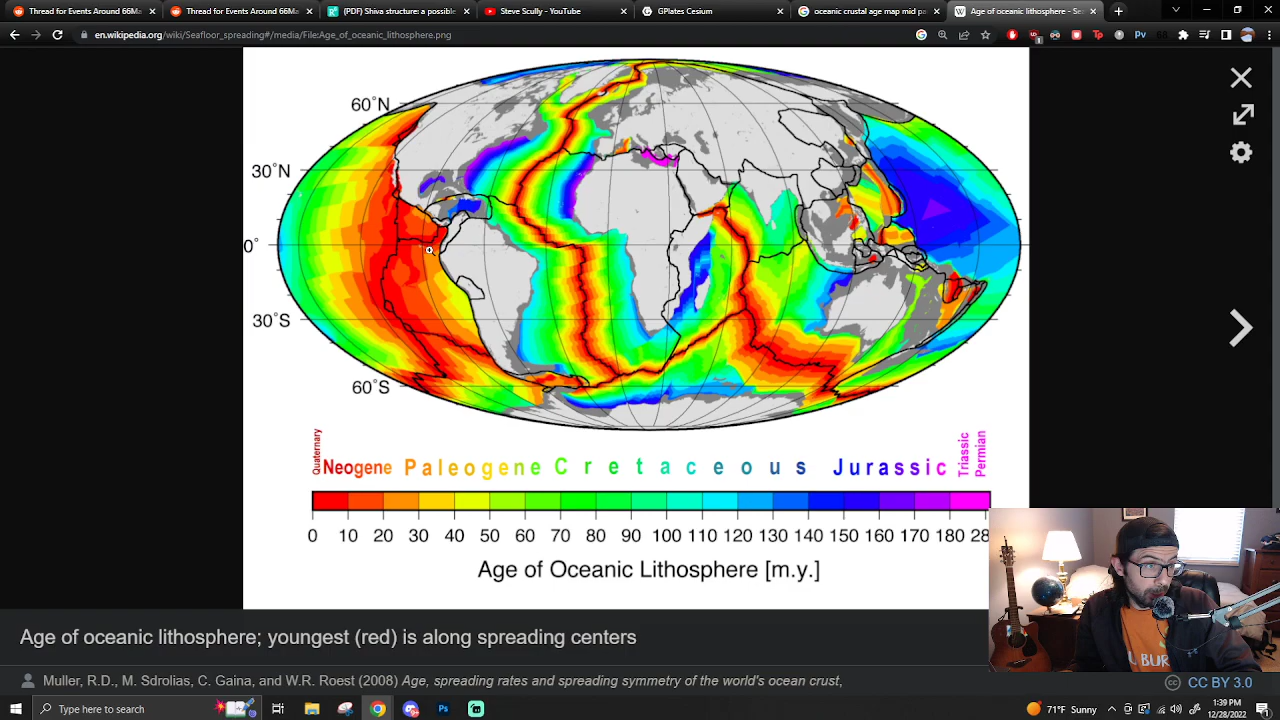 Thread for Events Around 66Ma
Thread for Events Around 66Ma
(PDF) Shiva structure: a possible
Steve Scully - YouTube
GPlates Cesium
oceanic crustal age map mid pa
Age of oceanic lithosphere - Se
en.wikipedia.org/wiki/Seafloor_spreading#/media/File:Age_of_oceanic_lithosphere.png
60˚N
30˚N
0˚
30˚S
60˚S
Quaternary Neogene Paleogene Cretaceous Jurassic Triassic Permian
0 10 20 30 40 50 60 70 80 90 100 110 120 130 140 150 160 170 180 28
Age of Oceanic Lithosphere [m.y.]
Age of oceanic lithosphere; youngest (red) is along spreading centers
Muller, R.D., M. Sdrolias, C. Gaina, and W.R. Roest (2008) Age, spreading rates and spreading symmetry of the world's ocean crust,
CC BY 3.0
Type here to search
71°F Sunny
1:39 PM
12/28/2022